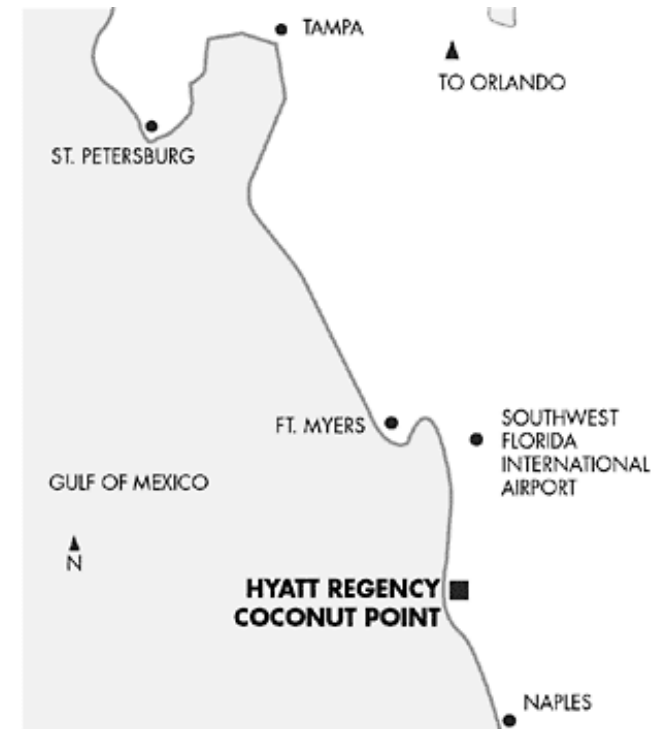 TAMPA
TO ORLANDO
ST. PETERSBURG
FT. MYERS
SOUTHWEST
FLORIDA
INTERNATIONAL
AIRPORT
GULF OF MEXICO
N
HYATT REGENCY
COCONUT POINT
NAPLES